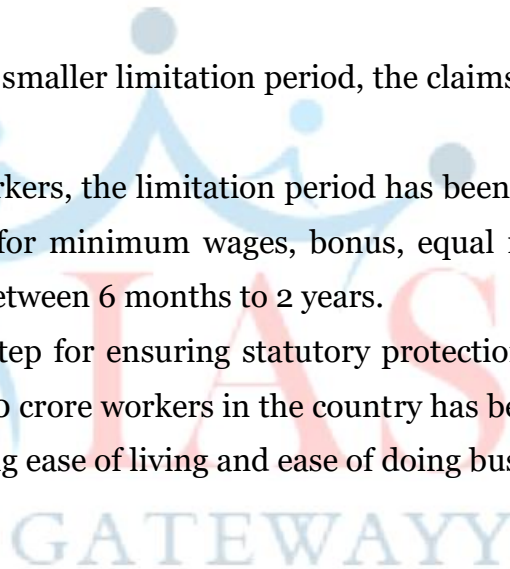 smaller limitation period, the claims
rkers, the limitation period has been
for minimum wages, bonus, equal
etween 6 months to 2 years.
tep for ensuring statutory protection
crore workers in the country has be
g ease of living and ease of doing bus
IAS
GATEWAYY